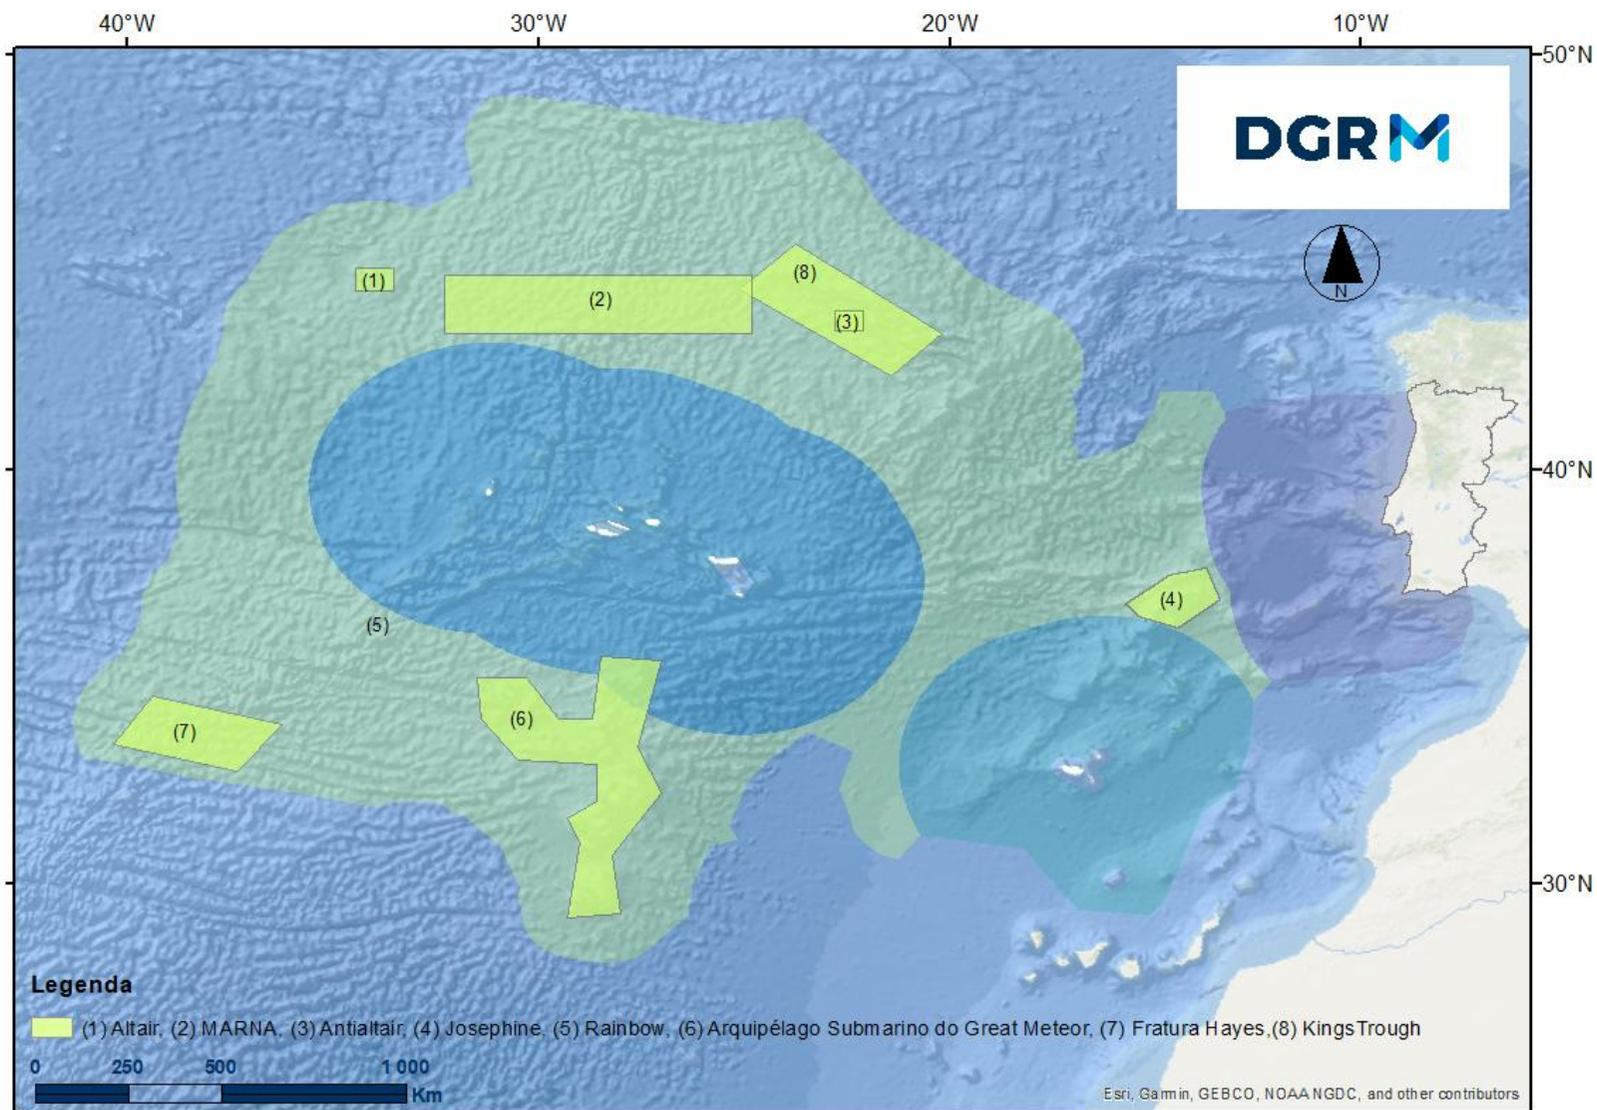 40°W 30°W 20°W 10°W
50°N
DGRM
N
(1)
(2)
(8)
(3)
40°N
(4)
(5)
(6)
(7)
30°N
Legenda
(1) Altair, (2) MARNA, (3) Antialtair, (4) Josephine, (5) Rainbow, (6) Arquipélago Submarino do Great Meteor, (7) Fratura Hayes,(8) KingsTrough
0 250 500 1 000
Km
Esri, Garmin, GEBCO, NOAA NGDC, and other contributors